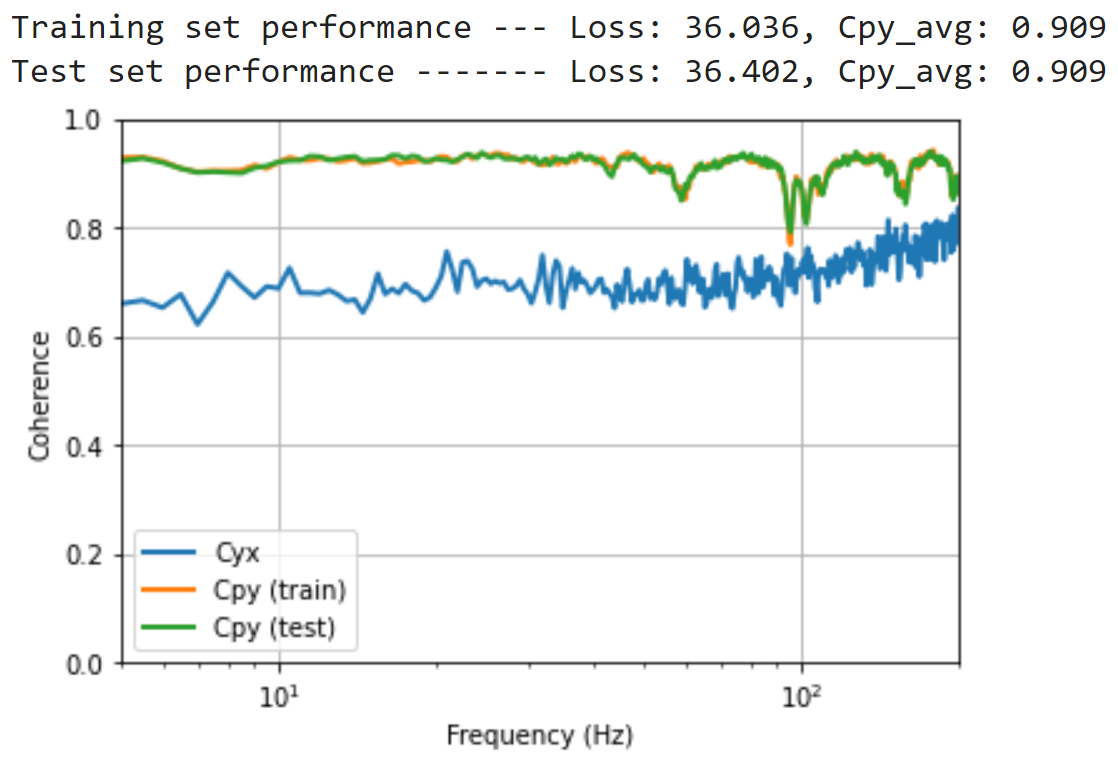 Training set performance --- Loss: 36.036, Cpy_avg: 0.909
Test set performance ------- Loss: 36.402, Cpy_avg: 0.909
1.0
0.8
0.6
0.4
0.2
0.0
Coherence
Cyx
Cpy (train)
Cpy (test)
10¹
10²
Frequency (Hz)